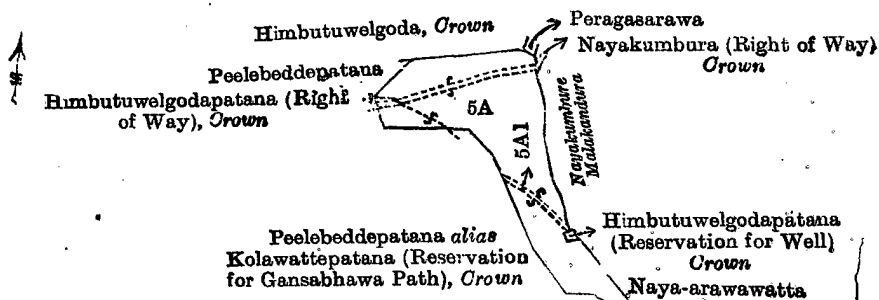 Himbutuwelgoda, Crown
Peragasarawa
Nayakumbura (Right of Way)
Crown
Peelebeddepatana
Himbutuwelgodapatana (Right
of Way), Crown
5A
5A1
Nayakumbure
Malakandura
Himbutuwelgodapatana
(Reservation for Well)
Crown
Peelebeddepatana alias
Kolawattepatana (Reservation
for Gansabhawa Path), Crown
Naya-arawawatta